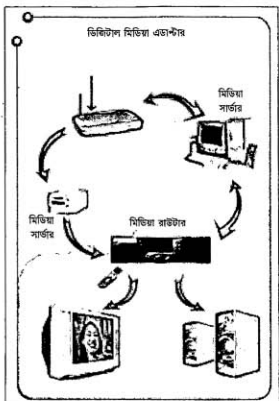 ডিজিটাল মিডিয়া এডাপ্টার
মিডিয়া
সার্ভার
মিডিয়া
সার্ভার
মিডিয়া রাউটার